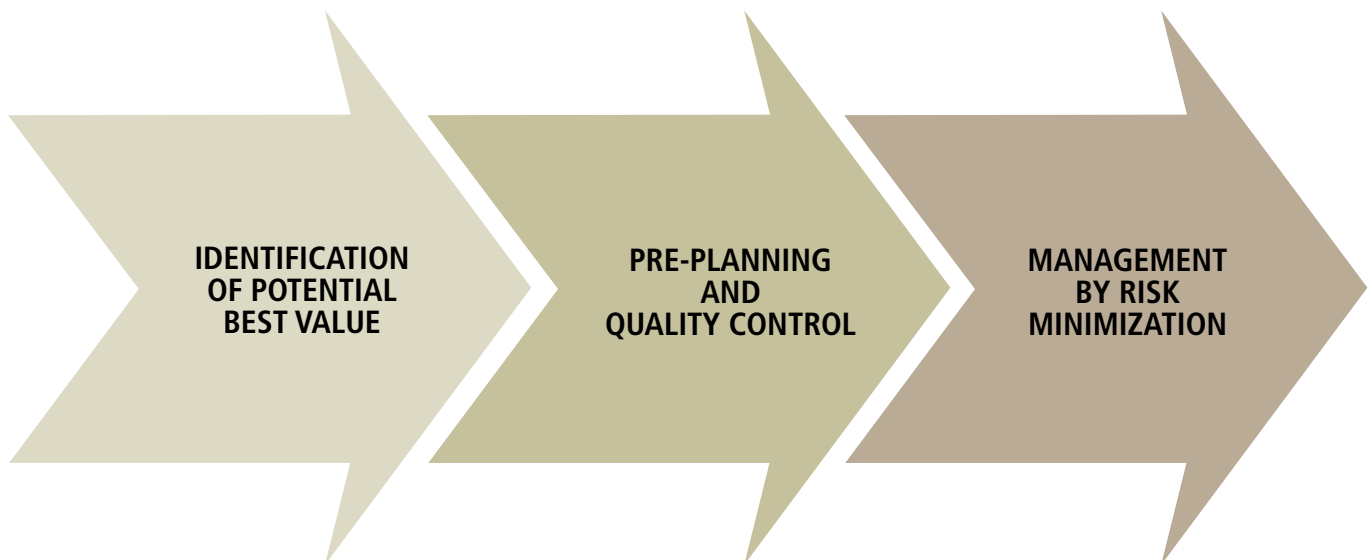 IDENTIFICATION
OF POTENTIAL
BEST VALUE
PRE-PLANNING
AND
QUALITY CONTROL
MANAGEMENT
BY RISK
MINIMIZATION